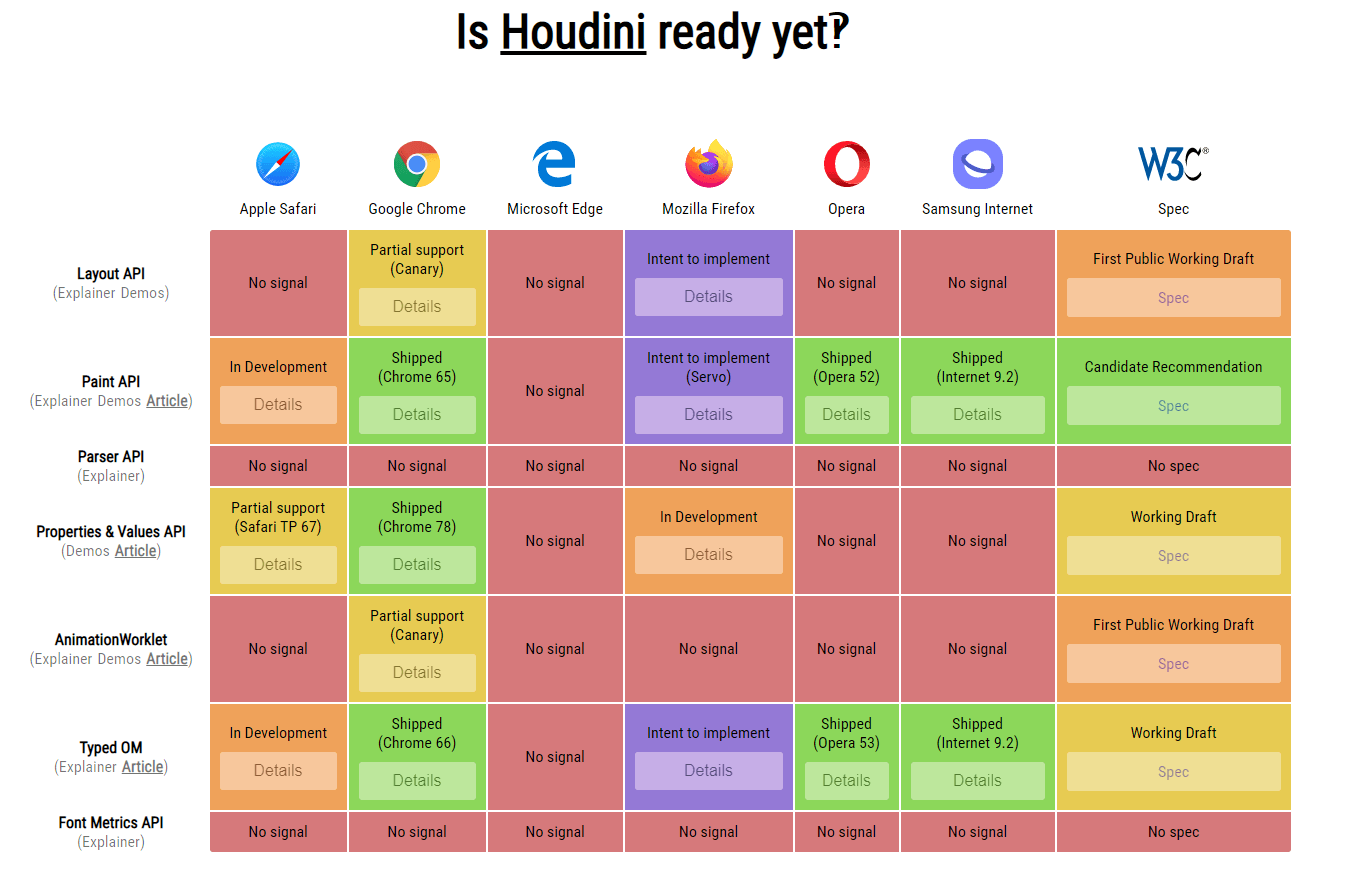 Is Houdini ready yet‽
W3C®
Apple Safari Google Chrome Microsoft Edge Mozilla Firefox Opera Samsung Internet Spec
Layout API
(Explainer Demos)
No signal
Partial support
(Canary)
Details
No signal
Intent to implement
Details
No signal
No signal
First Public Working Draft
Spec
Paint API
(Explainer Demos Article)
In Development
Details
Shipped
(Chrome 65)
Details
No signal
Intent to implement
(Servo)
Details
Shipped
(Opera 52)
Details
Shipped
(Internet 9.2)
Details
Candidate Recommendation
Spec
Parser API
(Explainer)
No signal
No signal
No signal
No signal
No signal
No signal
No spec
Properties & Values API
(Demos Article)
Partial support
(Safari TP 67)
Details
Shipped
(Chrome 78)
Details
No signal
In Development
Details
No signal
No signal
Working Draft
Spec
AnimationWorklet
(Explainer Demos Article)
No signal
Partial support
(Canary)
Details
No signal
No signal
No signal
No signal
First Public Working Draft
Spec
Typed OM
(Explainer Article)
In Development
Details
Shipped
(Chrome 66)
Details
No signal
Intent to implement
Details
Shipped
(Opera 53)
Details
Shipped
(Internet 9.2)
Details
Working Draft
Spec
Font Metrics API
(Explainer)
No signal
No signal
No signal
No signal
No signal
No signal
No spec